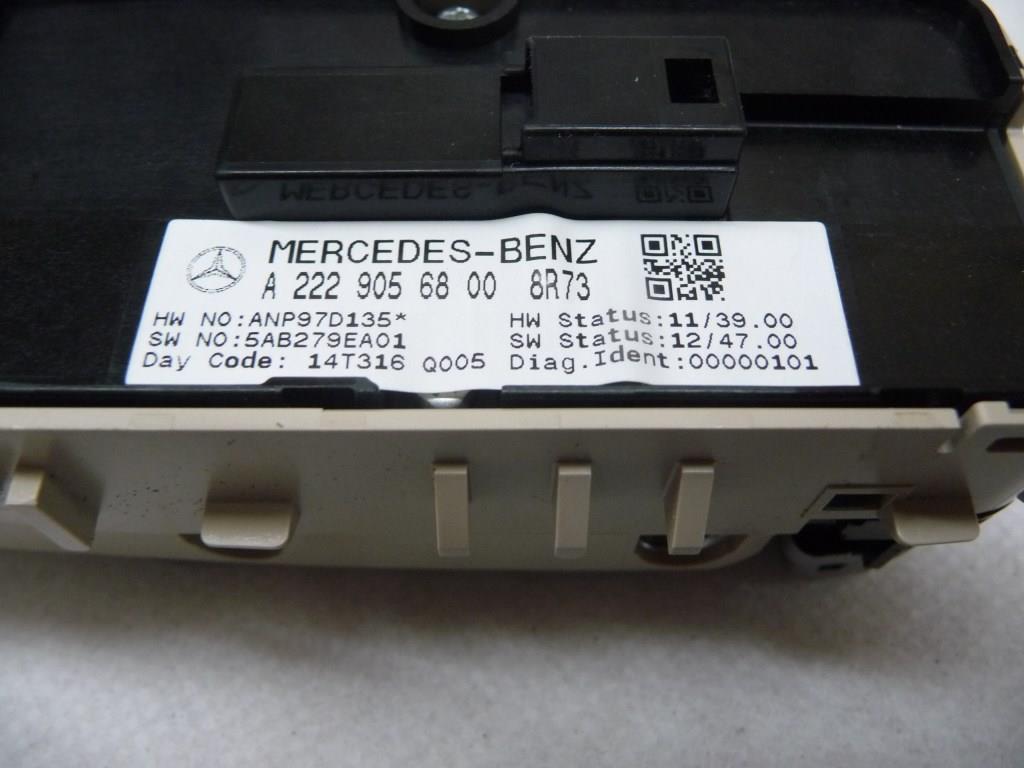 MERCEDES-BENZ
A 222 905 68 00 8R73
HW NO:ANP97D135* HW Status:11/39.00
SW NO:5AB279EA01 SW Status:12/47.00
Day Code: 14T316 Q005 Diag.Ident:00000101